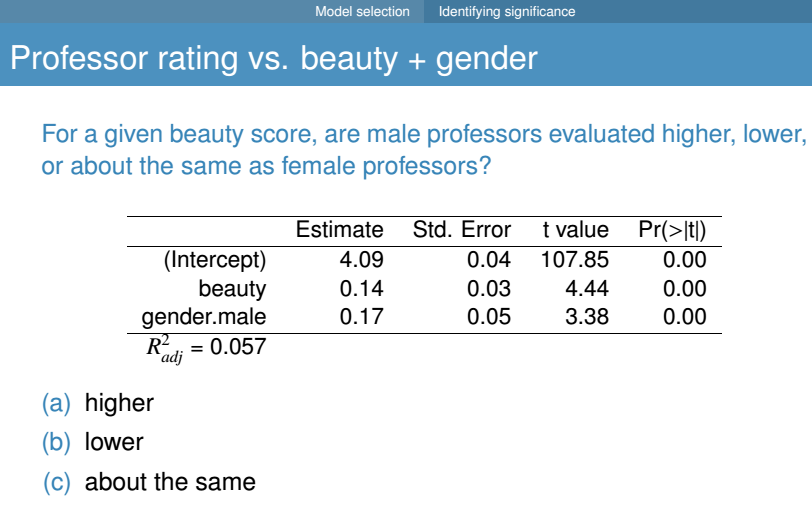 Model selection Identifying significance
Professor rating vs. beauty + gender
For a given beauty score, are male professors evaluated higher, lower,
or about the same as female professors?
Estimate Std. Error t value Pr(>|t|)
(Intercept) 4.09 0.04 107.85 0.00
beauty 0.14 0.03 4.44 0.00
gender.male 0.17 0.05 3.38 0.00
R²adj = 0.057
(a) higher
(b) lower
(c) about the same